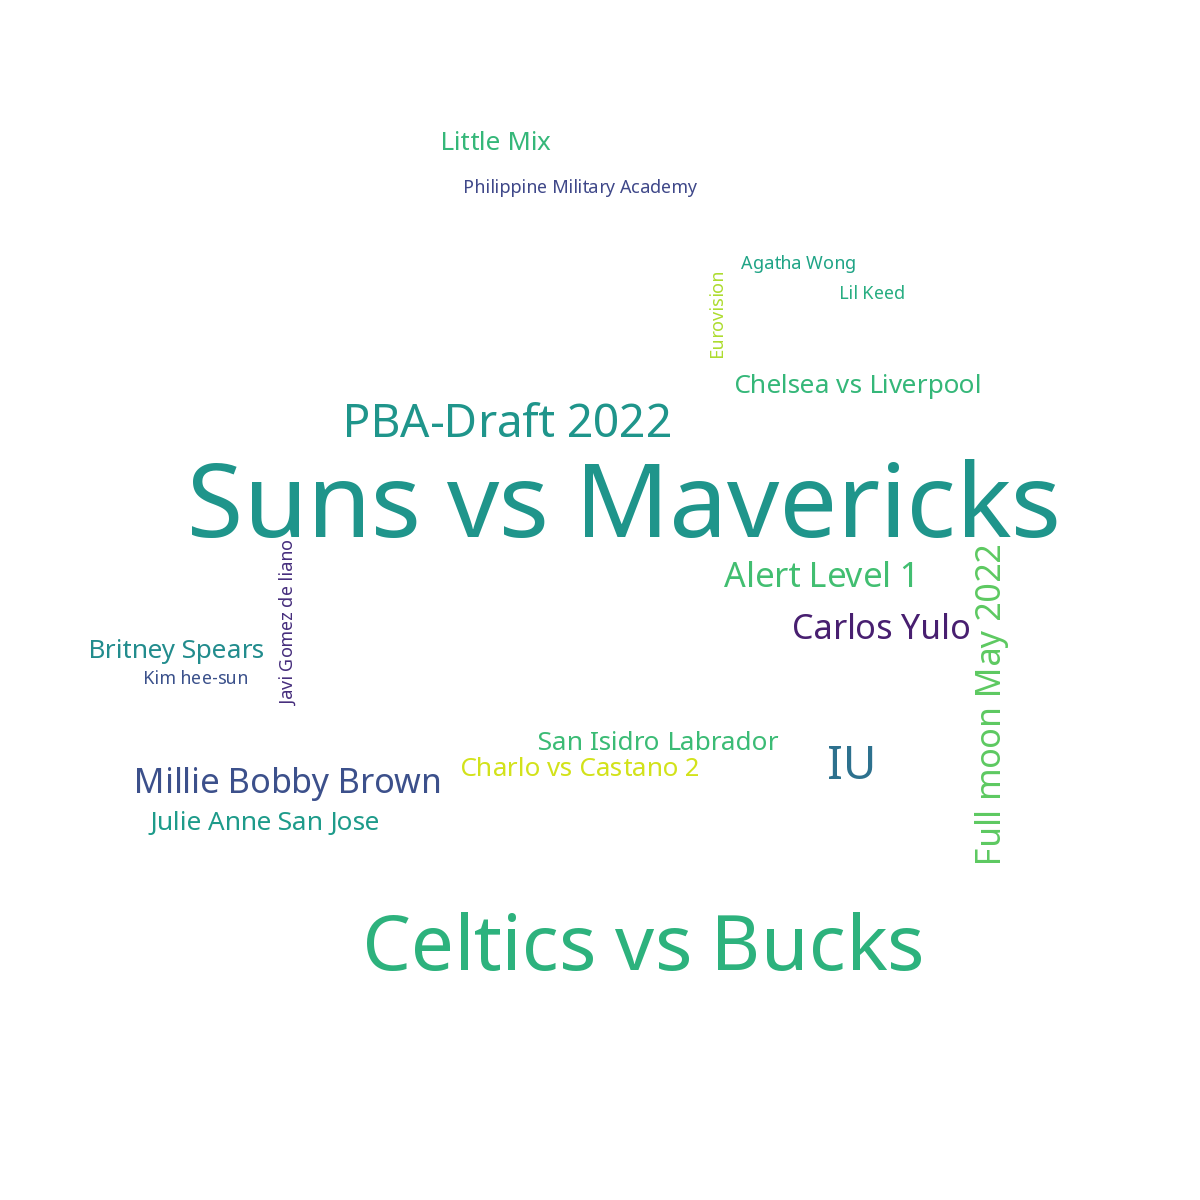 Little Mix
Philippine Military Academy
Agatha Wong
Eurovision
Lil Keed
Chelsea vs Liverpool
PBA-Draft 2022
Suns vs Mavericks
Javi Gomez de liano
Alert Level 1
Full moon May 2022
Carlos Yulo
Britney Spears
Kim hee-sun
San Isidro Labrador
IU
Charlo vs Castano 2
Millie Bobby Brown
Julie Anne San Jose
Celtics vs Bucks